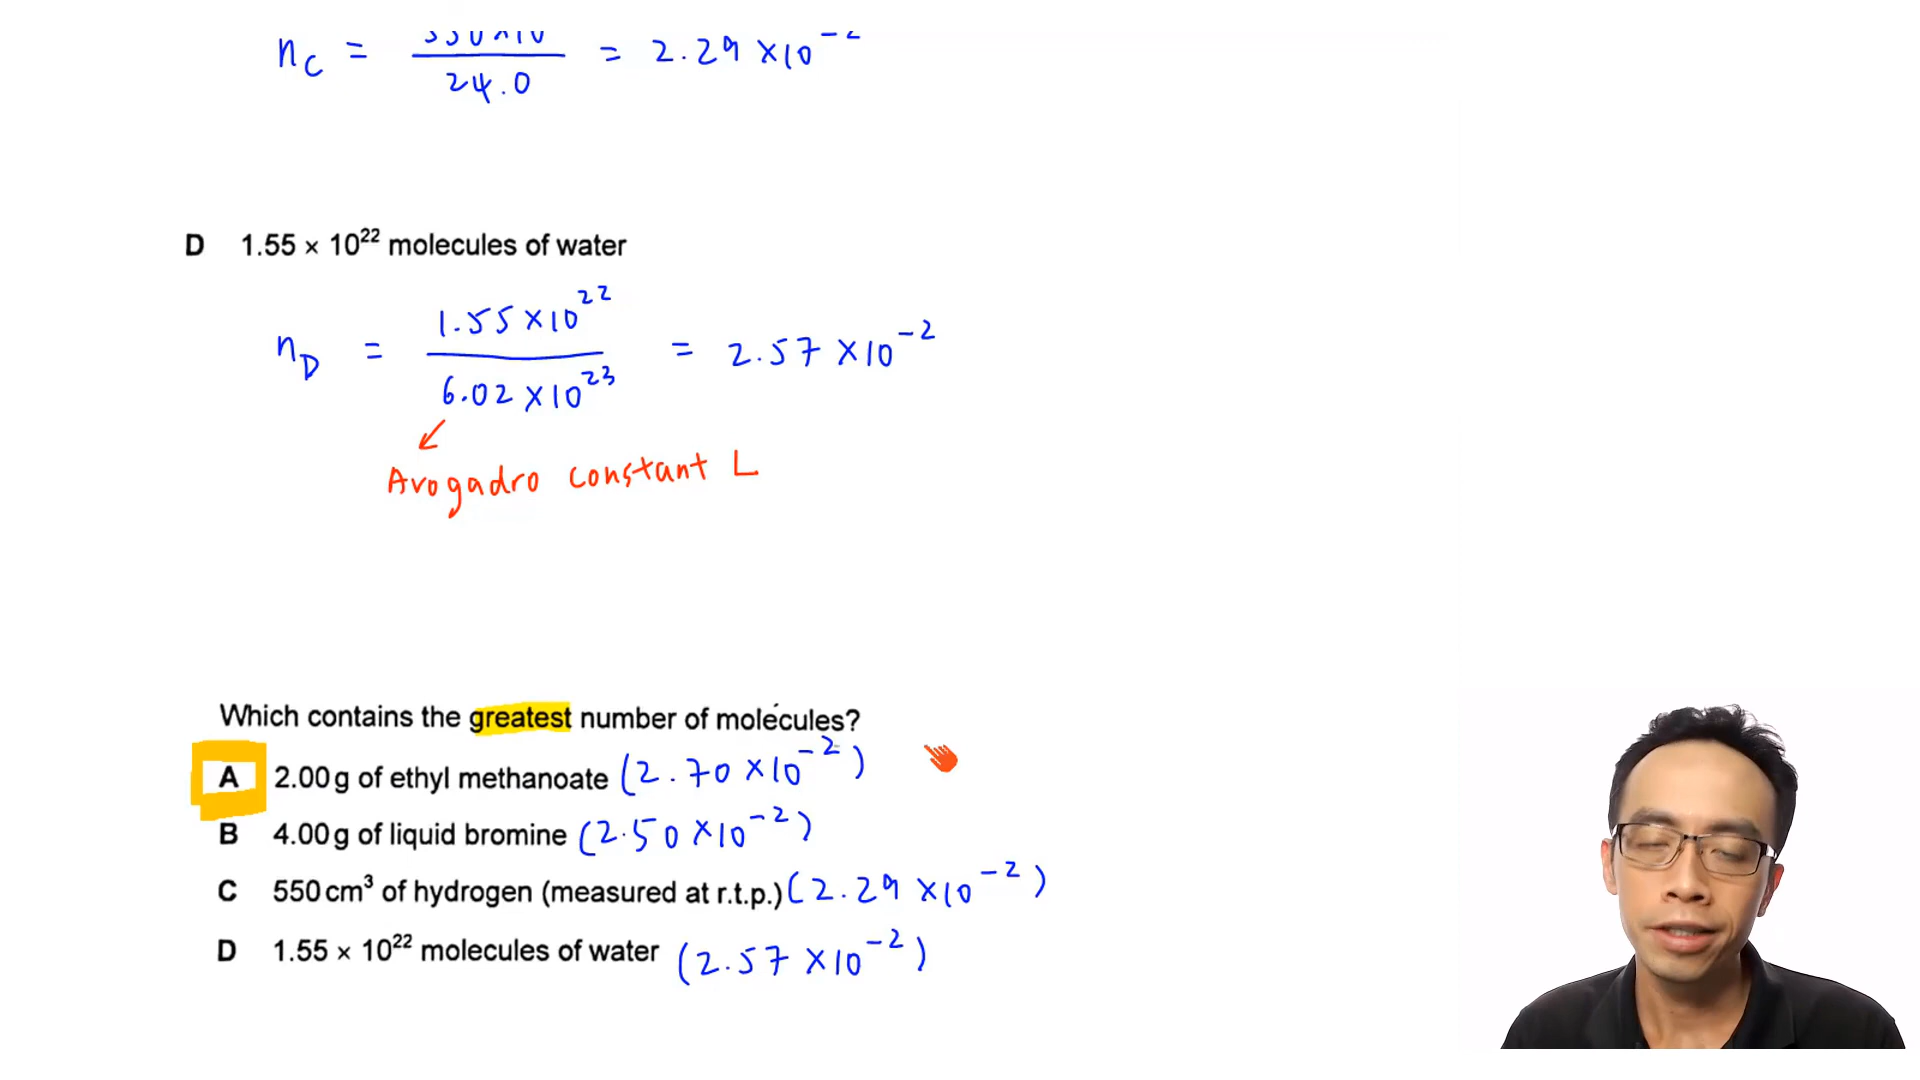 n_C = 550 × 10 / 24.0 = 2.29 × 10⁻²
D 1.55 × 10²² molecules of water
n_D = 1.55 × 10²² / 6.02 × 10²³ = 2.57 × 10⁻²
Avogadro constant L
Which contains the greatest number of molecules?
A 2.00 g of ethyl methanoate (2.70 × 10⁻²)
B 4.00 g of liquid bromine (2.50 × 10⁻²)
C 550 cm³ of hydrogen (measured at r.t.p.) (2.29 × 10⁻²)
D 1.55 × 10²² molecules of water (2.57 × 10⁻²)